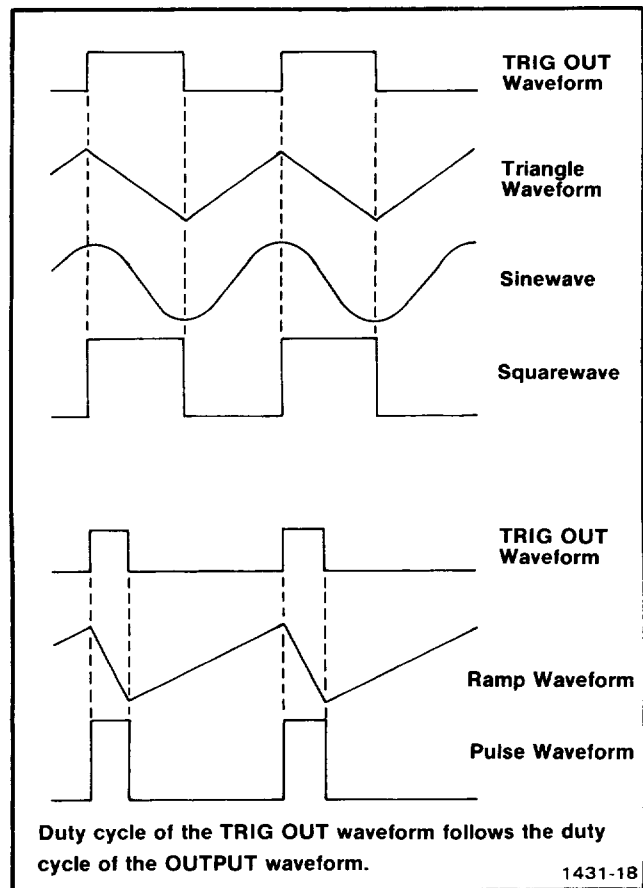 TRIG OUT
Waveform
Triangle
Waveform
Sinewave
Squarewave
TRIG OUT
Waveform
Ramp Waveform
Pulse Waveform
Duty cycle of the TRIG OUT waveform follows the duty
cycle of the OUTPUT waveform.
1431-18